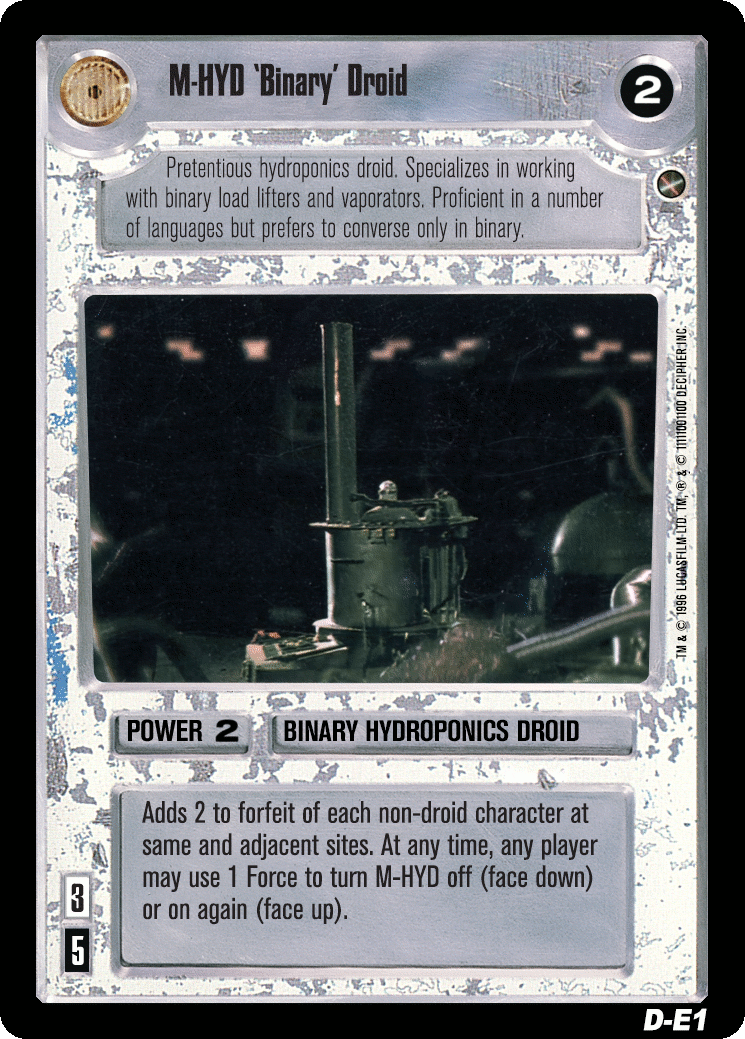 M-HYD ‘Binary’ Droid
2
Pretentious hydroponics droid. Specializes in working
with binary load lifters and vaporators. Proficient in a number
of languages but prefers to converse only in binary.
TM & © 1996 LUCASFILM LTD. TM, ® & © 11111001100 DECIPHER INC.
POWER 2
BINARY HYDROPONICS DROID
Adds 2 to forfeit of each non-droid character at
same and adjacent sites. At any time, any player
may use 1 Force to turn M-HYD off (face down)
or on again (face up).
3
5
D-E1